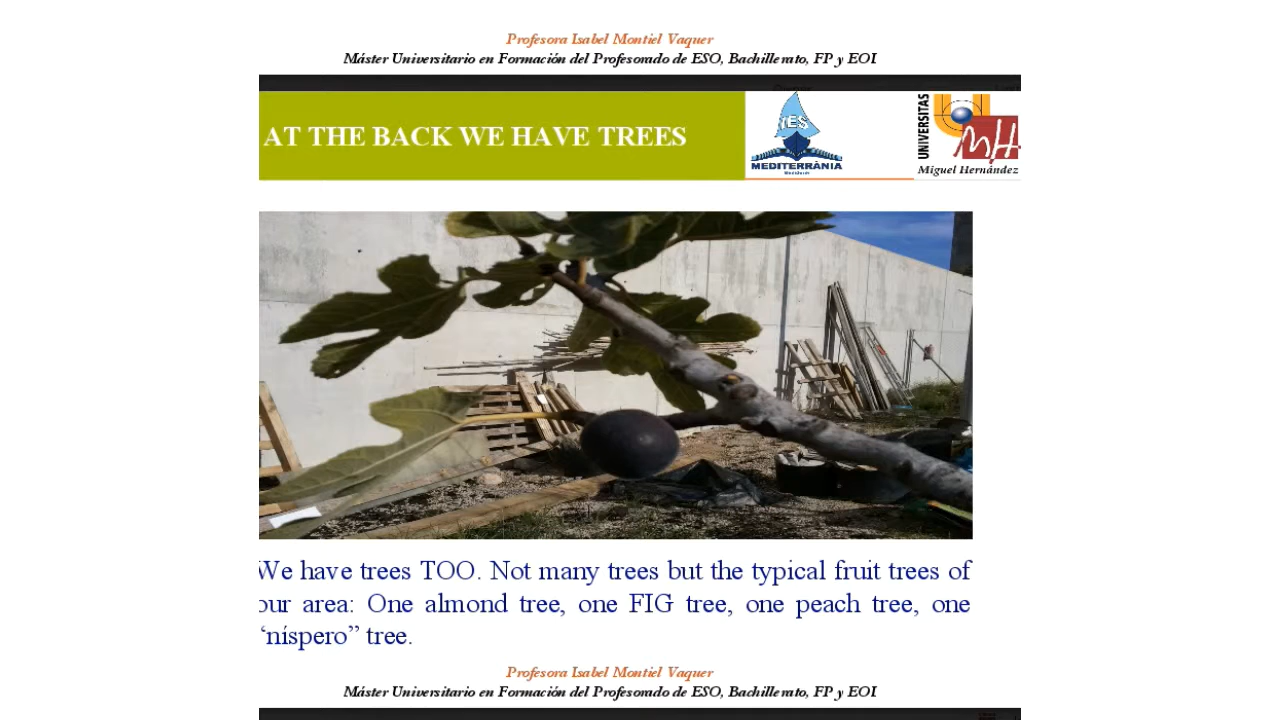 Profesora Isabel Montiel Vaquer
Máster Universitario en Formación del Profesorado de ESO, Bachillerato, FP y EOI
AT THE BACK WE HAVE TREES
IES
MEDITERRÀNIA
UNIVERSITAS
Miguel Hernández
We have trees TOO. Not many trees but the typical fruit trees of
our area: One almond tree, one FIG tree, one peach tree, one
“níspero” tree.
Profesora Isabel Montiel Vaquer
Máster Universitario en Formación del Profesorado de ESO, Bachillerato, FP y EOI